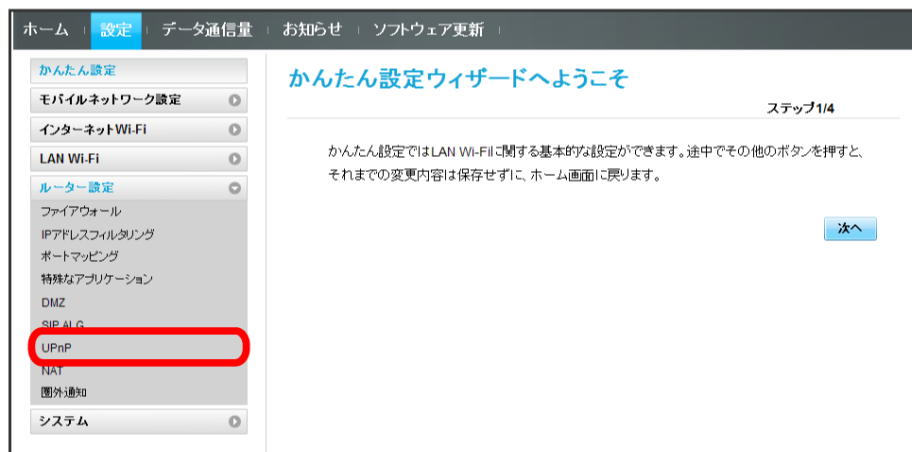 ホーム 設定 データ通信量 お知らせ ソフトウェア更新
かんたん設定
モバイルネットワーク設定
インターネットWi-Fi
LAN Wi-Fi
ルーター設定
ファイアウォール
IPアドレスフィルタリング
ポートマッピング
特殊なアプリケーション
DMZ
SIP ALG
UPnP
NAT
圏外通知
システム
かんたん設定ウィザードへようこそ
ステップ1/4
かんたん設定ではLAN Wi-Fiに関する基本的な設定ができます。途中でその他のボタンを押すと、
それまでの変更内容は保存せずに、ホーム画面に戻ります。
次へ